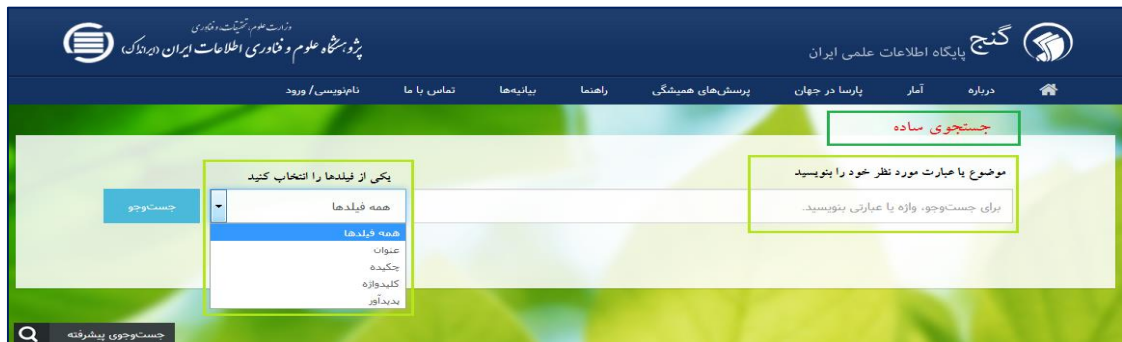 گنج پایگاه اطلاعات علمی ایران
وزارت علوم، تحقیقات و فناوری
پژوهشگاه علوم و فناوری اطلاعات ایران (ایرانداک)
درباره
آمار
پارسا در جهان
پرسش‌های همیشگی
راهنما
بیانیه‌ها
تماس با ما
نام‌نویسی/ ورود
جستجوی ساده
موضوع یا عبارت مورد نظر خود را بنویسید
یکی از فیلدها را انتخاب کنید
برای جست‌وجو، واژه یا عبارتی بنویسید.
همه فیلدها
جست‌وجو
همه فیلدها
عنوان
چکیده
کلیدواژه
پدیدآور
جست‌وجوی پیشرفته